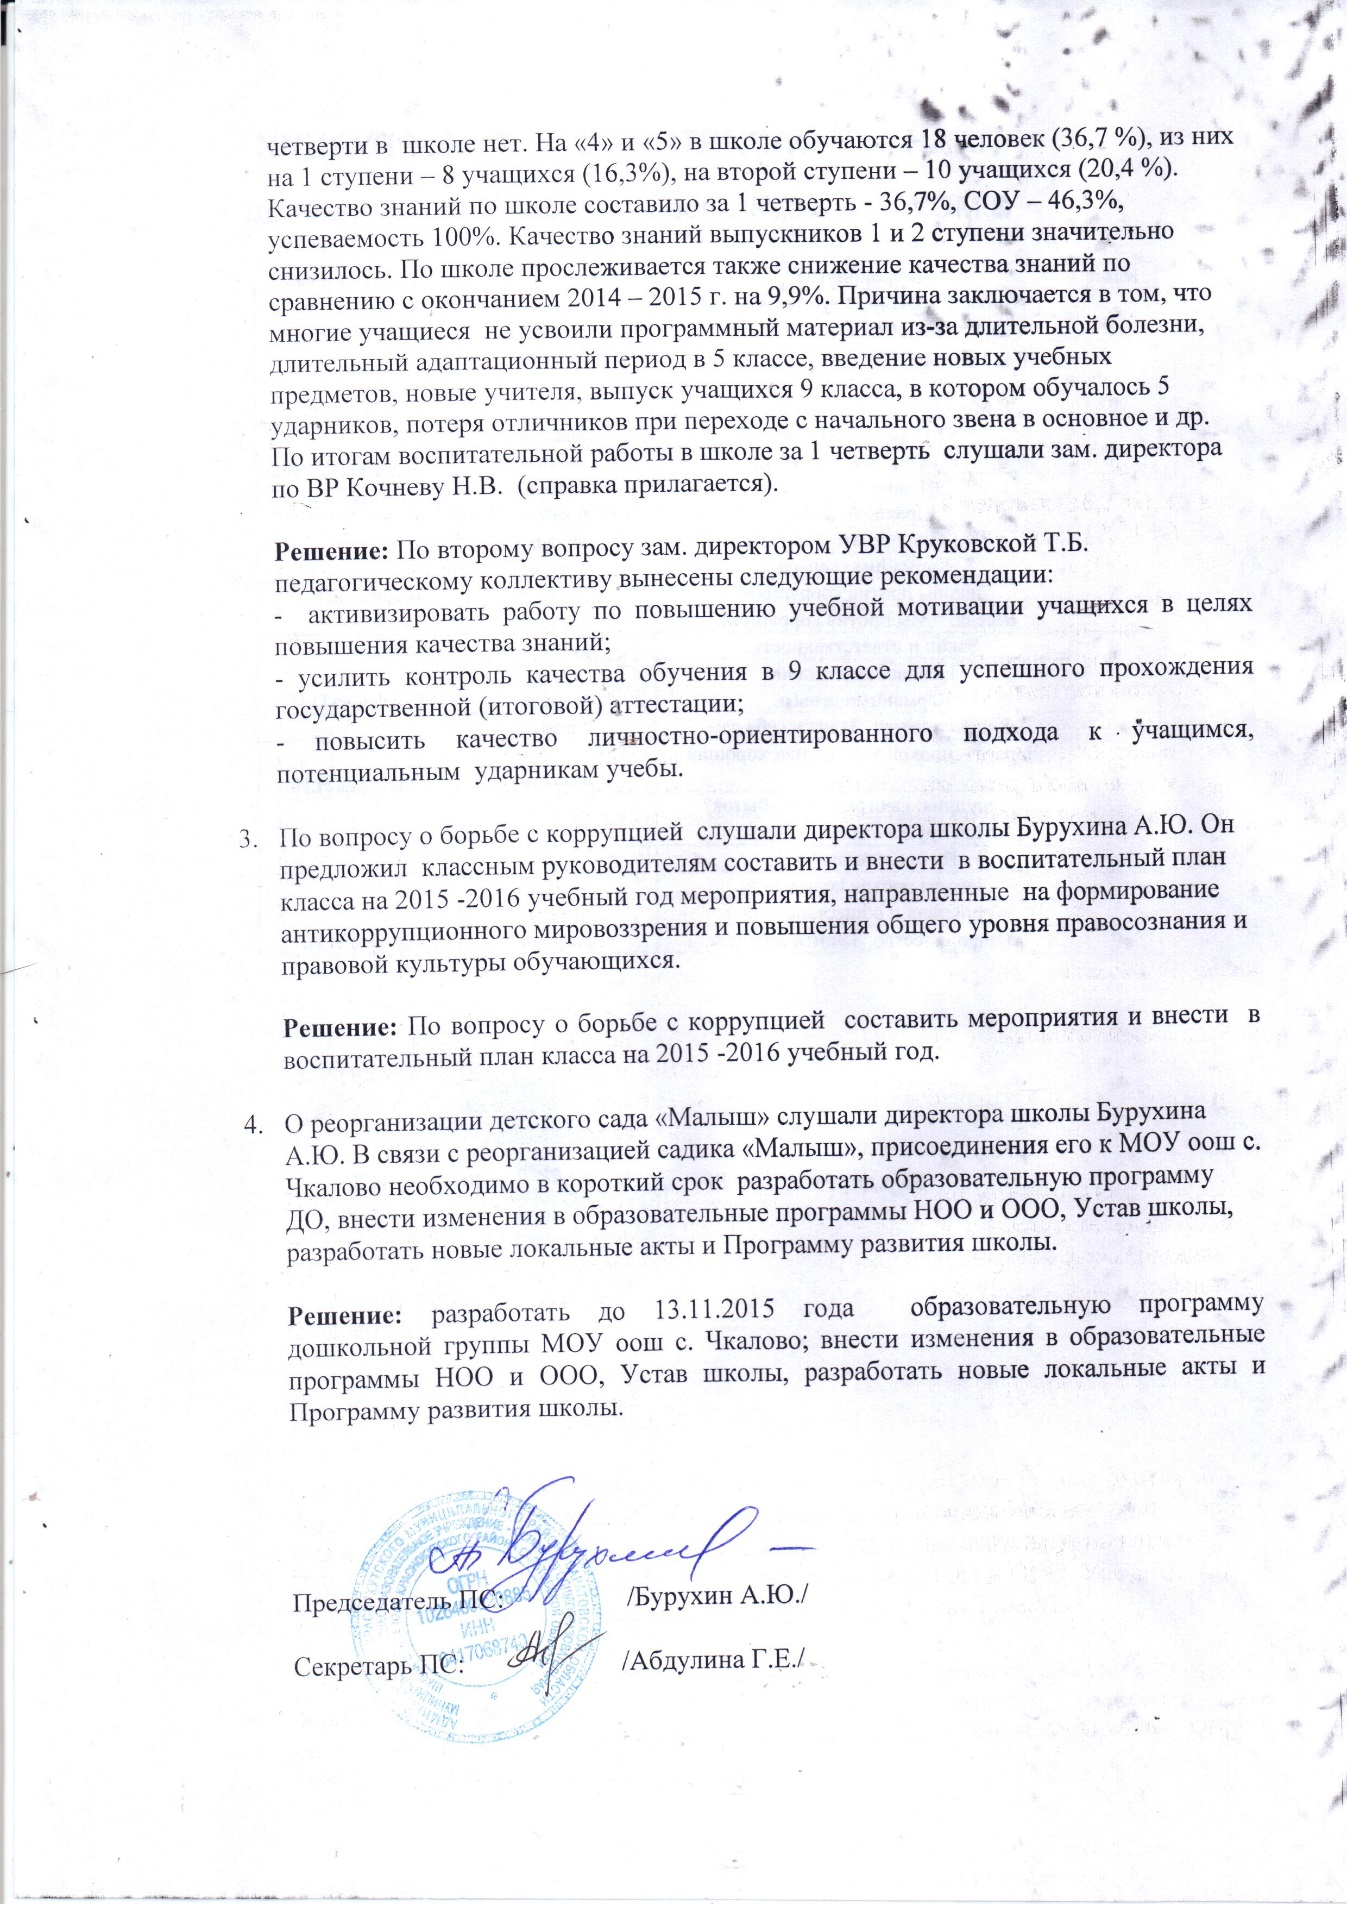 четверти в школе нет. На «4» и «5» в школе обучаются 18 человек (36,7 %), из них
на 1 ступени – 8 учащихся (16,3%), на второй ступени – 10 учащихся (20,4 %).
Качество знаний по школе составило за 1 четверть - 36,7%, СОУ – 46,3%,
успеваемость 100%. Качество знаний выпускников 1 и 2 ступени значительно
снизилось. По школе прослеживается также снижение качества знаний по
сравнению с окончанием 2014 – 2015 г. на 9,9%. Причина заключается в том, что
многие учащиеся не усвоили программный материал из-за длительной болезни,
длительный адаптационный период в 5 классе, введение новых учебных
предметов, новые учителя, выпуск учащихся 9 класса, в котором обучалось 5
ударников, потеря отличников при переходе с начального звена в основное и др.
По итогам воспитательной работы в школе за 1 четверть слушали зам. директора
по ВР Кочневу Н.В. (справка прилагается).
Решение: По второму вопросу зам. директором УВР Круковской Т.Б.
педагогическому коллективу вынесены следующие рекомендации:
- активизировать работу по повышению учебной мотивации учащихся в целях
повышения качества знаний;
- усилить контроль качества обучения в 9 классе для успешного прохождения
государственной (итоговой) аттестации;
- повысить качество личностно-ориентированного подхода к учащимся,
потенциальным ударникам учебы.
3. По вопросу о борьбе с коррупцией слушали директора школы Бурухина А.Ю. Он
предложил классным руководителям составить и внести в воспитательный план
класса на 2015 -2016 учебный год мероприятия, направленные на формирование
антикоррупционного мировоззрения и повышения общего уровня правосознания и
правовой культуры обучающихся.
Решение: По вопросу о борьбе с коррупцией составить мероприятия и внести в
воспитательный план класса на 2015 -2016 учебный год.
4. О реорганизации детского сада «Малыш» слушали директора школы Бурухина
А.Ю. В связи с реорганизацией садика «Малыш», присоединения его к МОУ оош с.
Чкалово необходимо в короткий срок разработать образовательную программу
ДО, внести изменения в образовательные программы НОО и ООО, Устав школы,
разработать новые локальные акты и Программу развития школы.
Решение: разработать до 13.11.2015 года образовательную программу
дошкольной группы МОУ оош с. Чкалово; внести изменения в образовательные
программы НОО и ООО, Устав школы, разработать новые локальные акты и
Программу развития школы.
Председатель ПС: /Бурухин А.Ю./
Секретарь ПС: /Абдулина Г.Е./
ОГРН
ИНН